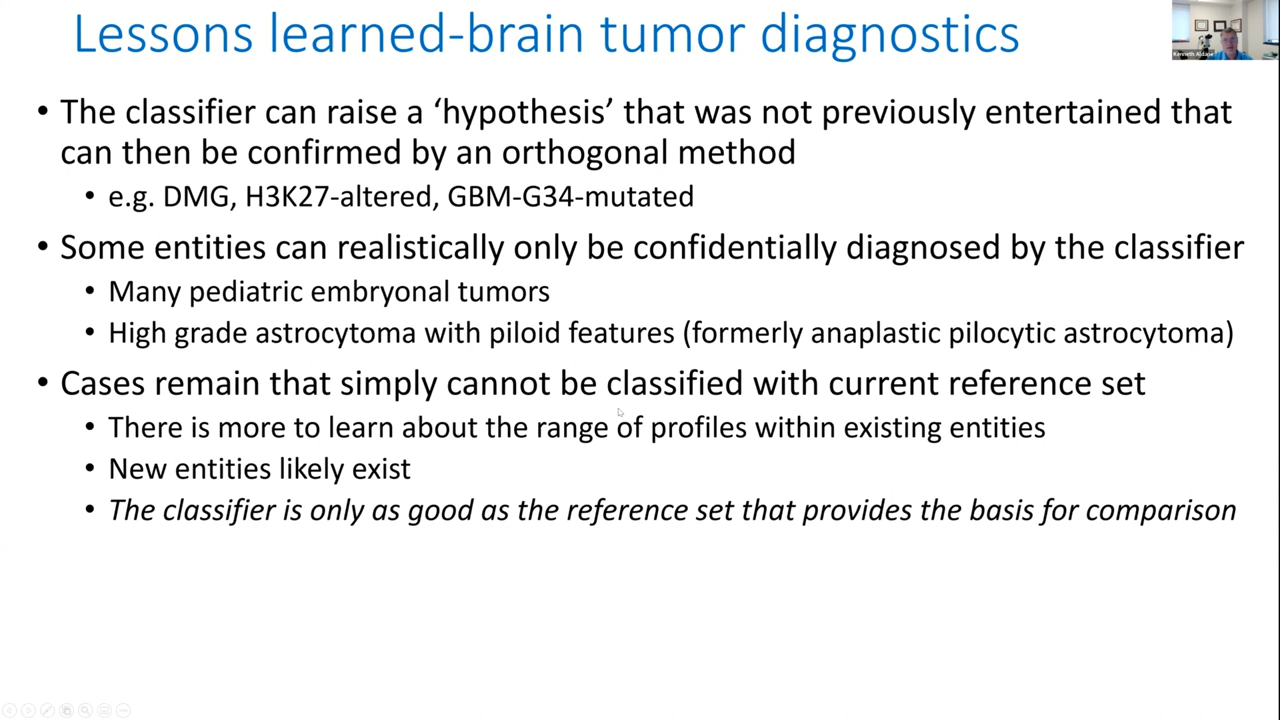 Lessons learned-brain tumor diagnostics
Kenneth Aldape
• The classifier can raise a ‘hypothesis’ that was not previously entertained that
can then be confirmed by an orthogonal method
• e.g. DMG, H3K27-altered, GBM-G34-mutated
• Some entities can realistically only be confidentially diagnosed by the classifier
• Many pediatric embryonal tumors
• High grade astrocytoma with piloid features (formerly anaplastic pilocytic astrocytoma)
• Cases remain that simply cannot be classified with current reference set
• There is more to learn about the range of profiles within existing entities
• New entities likely exist
• The classifier is only as good as the reference set that provides the basis for comparison